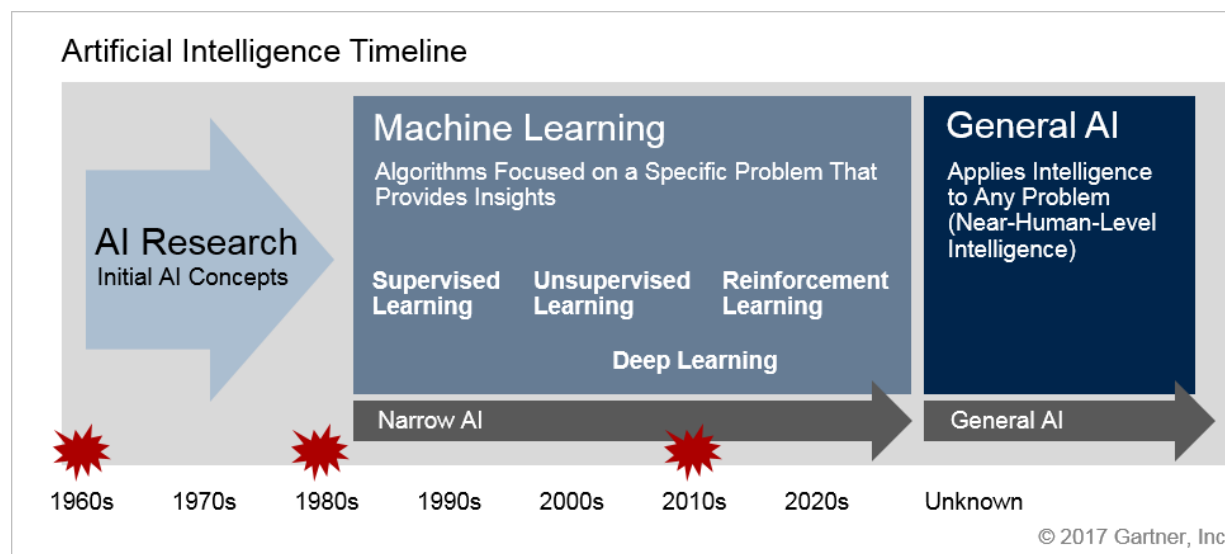 Artificial Intelligence Timeline
Machine Learning
Algorithms Focused on a Specific Problem That
Provides Insights
General AI
Applies Intelligence
to Any Problem
(Near-Human-Level
Intelligence)
AI Research
Initial AI Concepts
Supervised
Learning
Unsupervised
Learning
Reinforcement
Learning
Deep Learning
Narrow AI
General AI
1960s 1970s 1980s 1990s 2000s 2010s 2020s Unknown
© 2017 Gartner, Inc